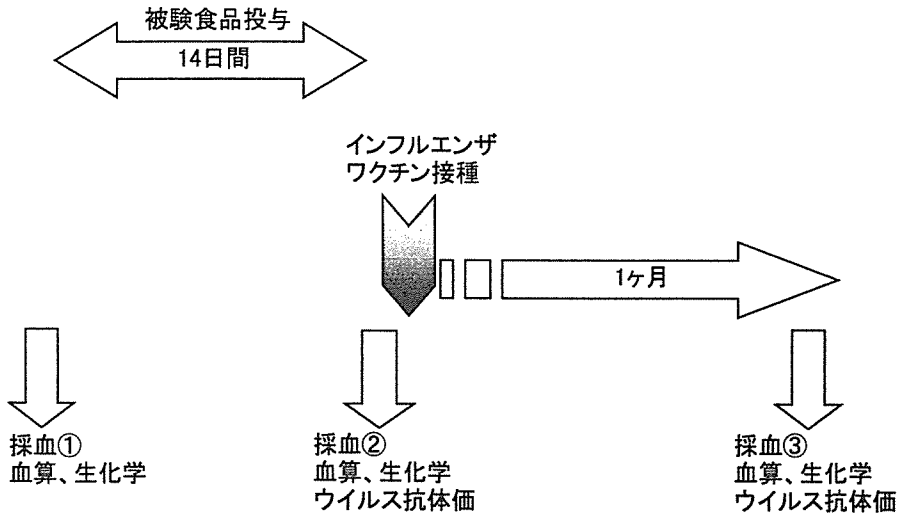 被験食品投与
14日間
インフルエンザ
ワクチン接種
1ヶ月
採血①
血算、生化学
採血②
血算、生化学
ウイルス抗体価
採血③
血算、生化学
ウイルス抗体価